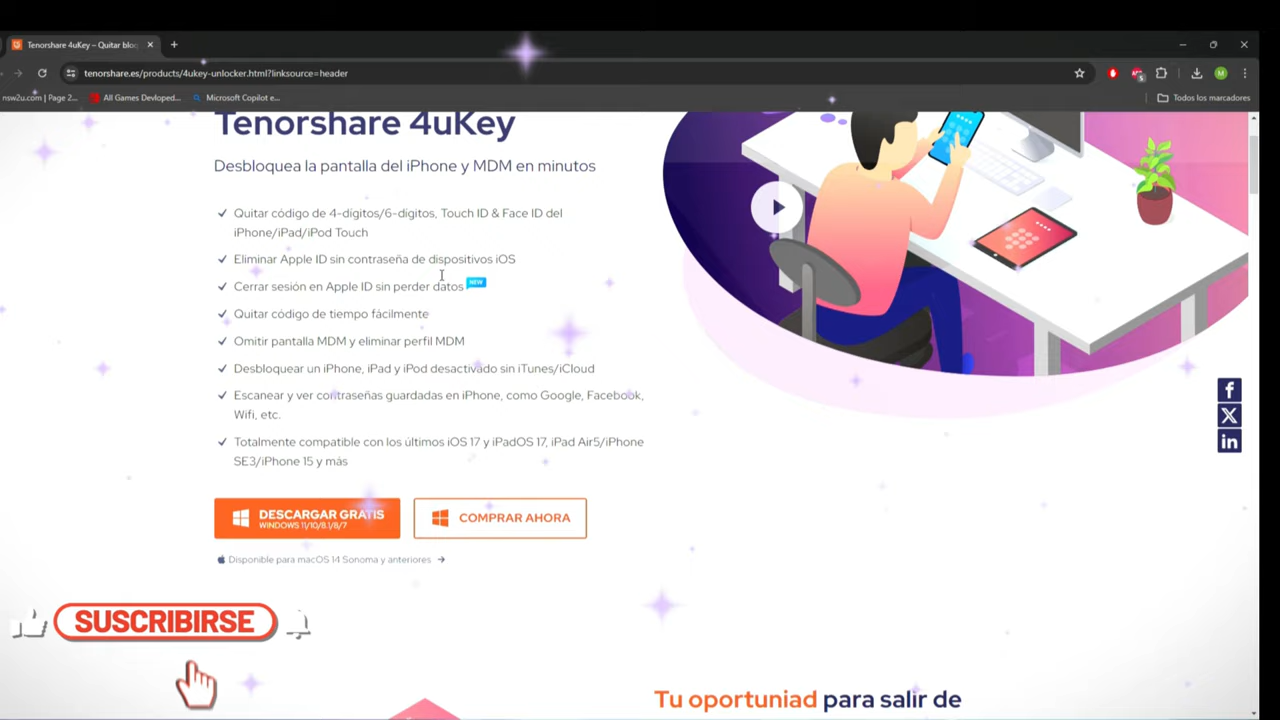 Tenorshare 4uKey – Quitar bloq
tenorshare.es/products/4ukey-unlocker.html?linksource=header
M
nsw2u.com | Page 2...
All Games Devloped...
Microsoft Copilot e...
Todos los marcadores
Tenorshare 4uKey
Desbloquea la pantalla del iPhone y MDM en minutos
Quitar código de 4-dígitos/6-dígitos, Touch ID & Face ID del
iPhone/iPad/iPod Touch
Eliminar Apple ID sin contraseña de dispositivos iOS
Cerrar sesión en Apple ID sin perder datos NEW
Quitar código de tiempo fácilmente
Omitir pantalla MDM y eliminar perfil MDM
Desbloquear un iPhone, iPad y iPod desactivado sin iTunes/iCloud
Escanear y ver contraseñas guardadas en iPhone, como Google, Facebook,
Wifi, etc.
Totalmente compatible con los últimos iOS 17 y iPadOS 17, iPad Air5/iPhone
SE3/iPhone 15 y más
DESCARGAR GRATIS
WINDOWS 11/10/8.1/8/7
COMPRAR AHORA
Disponible para macOS 14 Sonoma y anteriores →
SUSCRIBIRSE
Tu oportuniad para salir de